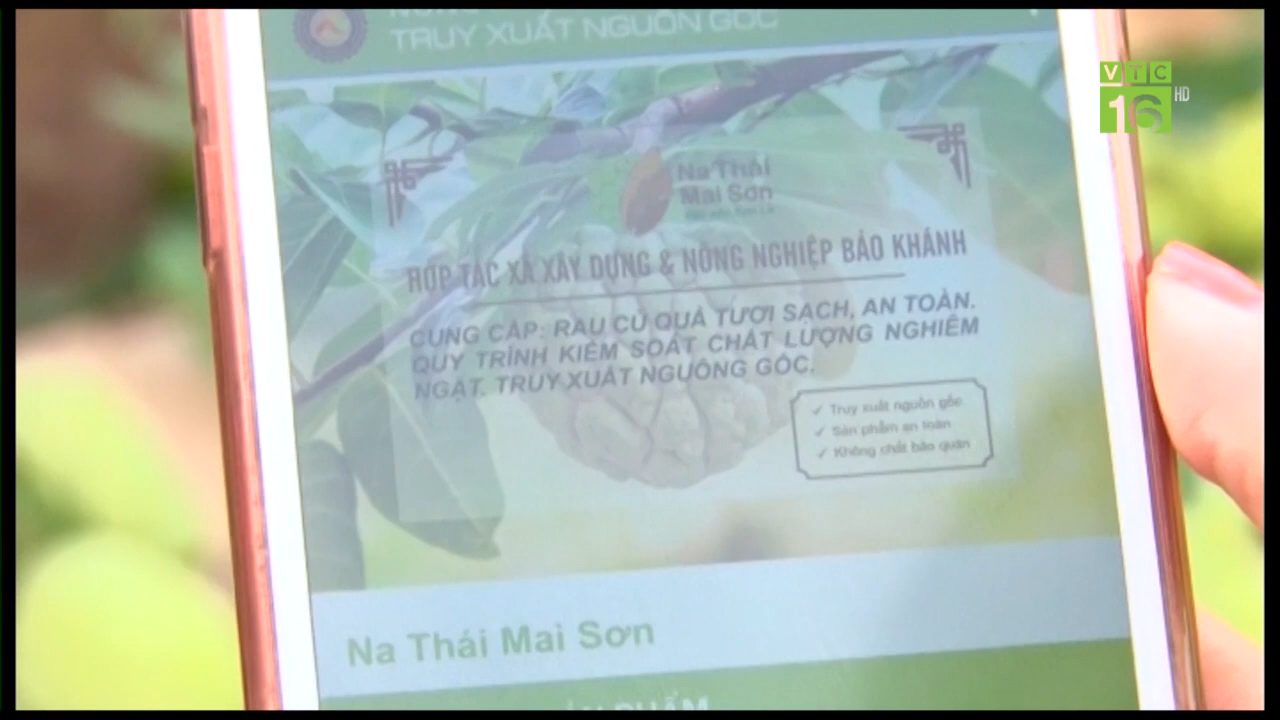 TRUY XUẤT NGUỒN GỐC
VTC
16 HD
Na Thái
Mai Sơn
HỢP TÁC XÃ XÂY DỰNG & NÔNG NGHIỆP BẢO KHÁNH
CUNG CẤP: RAU CỦ QUẢ TƯƠI SẠCH, AN TOÀN.
QUY TRÌNH KIỂM SOÁT CHẤT LƯỢNG NGHIÊM
NGẶT. TRUY XUẤT NGUÔNG GỐC.
✓ Truy xuất nguồn gốc
✓ Sản phẩm an toàn
✓ Không chất bảo quản
Na Thái Mai Sơn